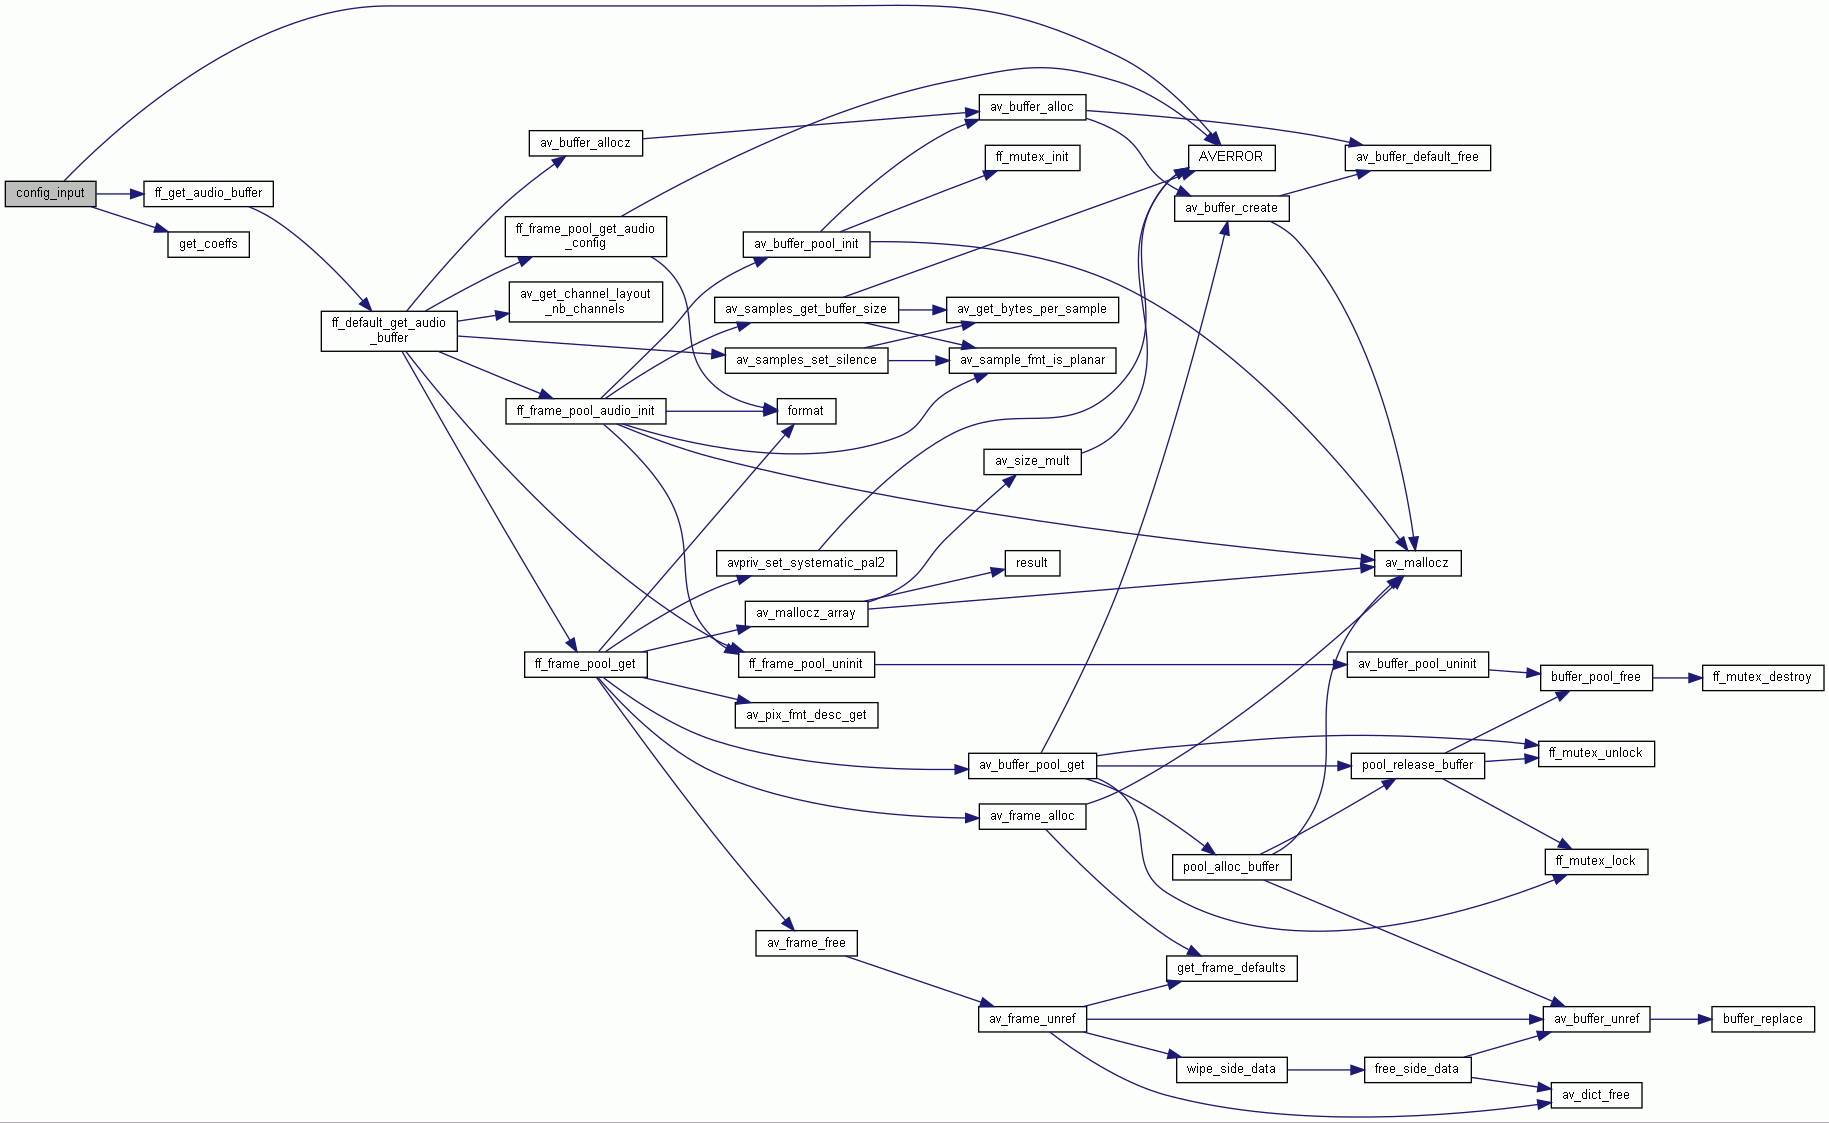 config_input
ff_get_audio_buffer
get_coeffs
ff_default_get_audio
_buffer
av_buffer_allocz
ff_frame_pool_get_audio
_config
av_get_channel_layout
_nb_channels
ff_frame_pool_audio_init
ff_frame_pool_get
av_buffer_pool_init
av_samples_get_buffer_size
av_samples_set_silence
format
avpriv_set_systematic_pal2
av_mallocz_array
ff_frame_pool_uninit
av_pix_fmt_desc_get
av_frame_free
av_buffer_alloc
ff_mutex_init
av_get_bytes_per_sample
av_sample_fmt_is_planar
av_size_mult
result
av_buffer_pool_get
av_frame_alloc
av_frame_unref
AVERROR
av_buffer_create
pool_alloc_buffer
get_frame_defaults
wipe_side_data
av_buffer_default_free
av_mallocz
av_buffer_pool_uninit
pool_release_buffer
free_side_data
buffer_pool_free
ff_mutex_unlock
ff_mutex_lock
av_buffer_unref
av_dict_free
ff_mutex_destroy
buffer_replace